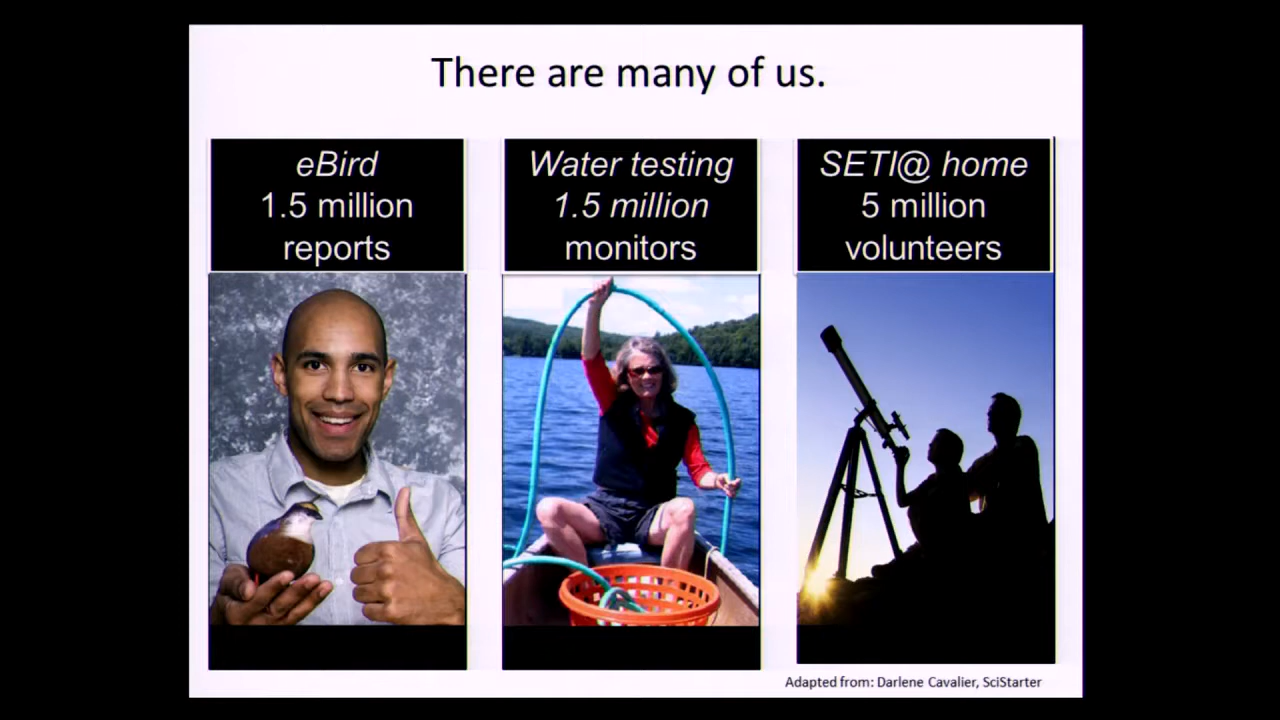 There are many of us.
eBird
1.5 million
reports
Water testing
1.5 million
monitors
SETI@ home
5 million
volunteers
Adapted from: Darlene Cavalier, SciStarter